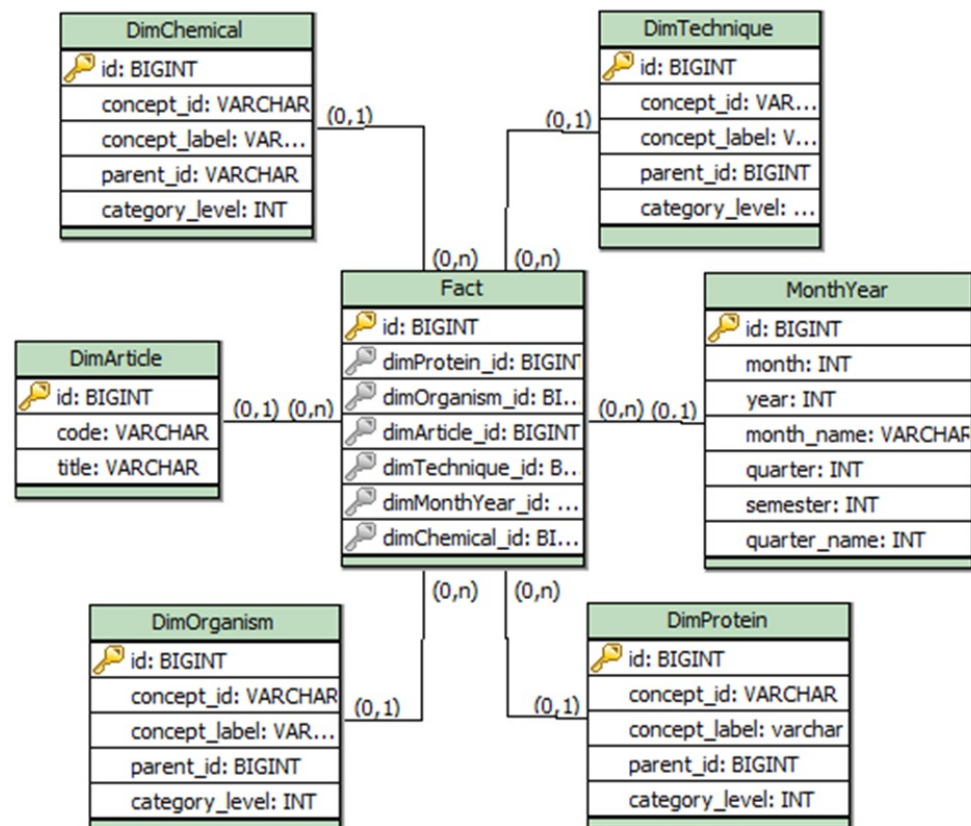 DimChemical
id: BIGINT
concept_id: VARCHAR
concept_label: VAR...
parent_id: VARCHAR
category_level: INT
(0,1)
(0,n)
DimTechnique
id: BIGINT
concept_id: VAR...
concept_label: V...
parent_id: BIGINT
category_level: ...
(0,1)
(0,n)
Fact
id: BIGINT
dimProtein_id: BIGINT
dimOrganism_id: BI...
dimArticle_id: BIGINT
dimTechnique_id: B...
dimMonthYear_id: ...
dimChemical_id: BI...
MonthYear
id: BIGINT
month: INT
year: INT
month_name: VARCHAR
quarter: INT
semester: INT
quarter_name: INT
(0,n) (0,1)
DimArticle
id: BIGINT
code: VARCHAR
title: VARCHAR
(0,1) (0,n)
DimOrganism
id: BIGINT
concept_id: VARCHAR
concept_label: VAR...
parent_id: BIGINT
category_level: INT
(0,n)
(0,1)
DimProtein
id: BIGINT
concept_id: VARCHAR
concept_label: varchar
parent_id: BIGINT
category_level: INT
(0,n)
(0,1)